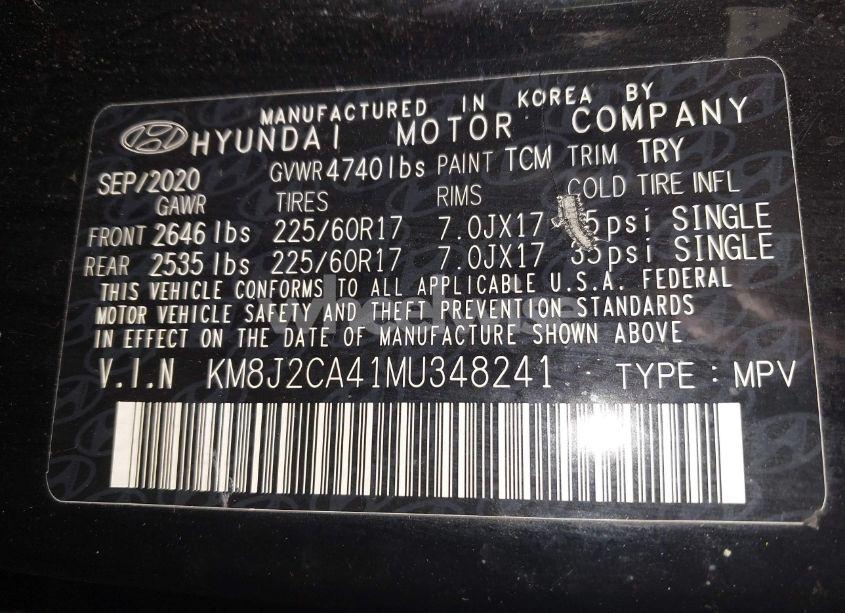 MANUFACTURED IN KOREA BY
HYUNDAI MOTOR COMPANY
SEP/2020 GVWR 4740lbs PAINT TCM TRIM TRY
GAWR TIRES RIMS COLD TIRE INFL
FRONT 2646 lbs 225/60R17 7.0JX17 5psi SINGLE
REAR 2535 lbs 225/60R17 7.0JX17 35psi SINGLE
THIS VEHICLE CONFORMS TO ALL APPLICABLE U.S.A. FEDERAL
MOTOR VEHICLE SAFETY AND THEFT PREVENTION STANDARDS
IN EFFECT ON THE DATE OF MANUFACTURE SHOWN ABOVE
V.I.N KM8J2CA41MU348241 TYPE : MPV